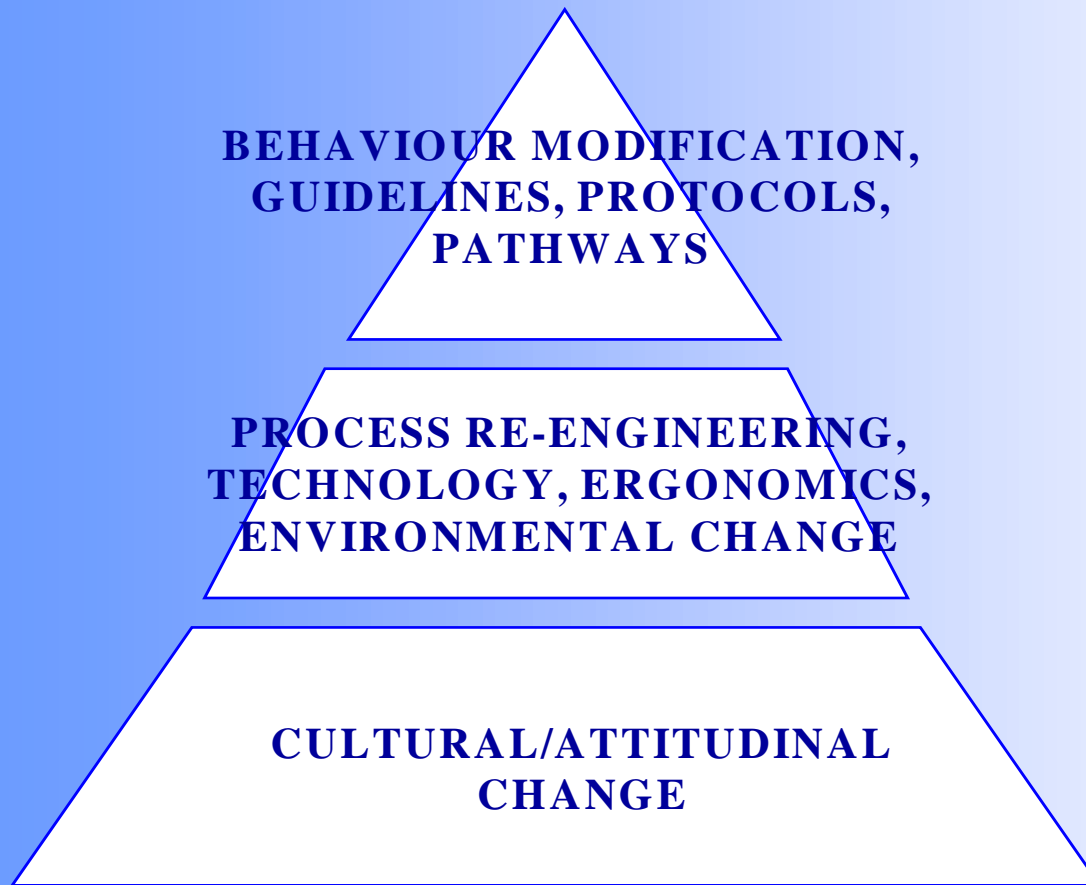 BEHAVIOUR MODIFICATION,
GUIDELINES, PROTOCOLS,
PATHWAYS
PROCESS RE-ENGINEERING,
TECHNOLOGY, ERGONOMICS,
ENVIRONMENTAL CHANGE
CULTURAL/ATTITUDINAL
CHANGE